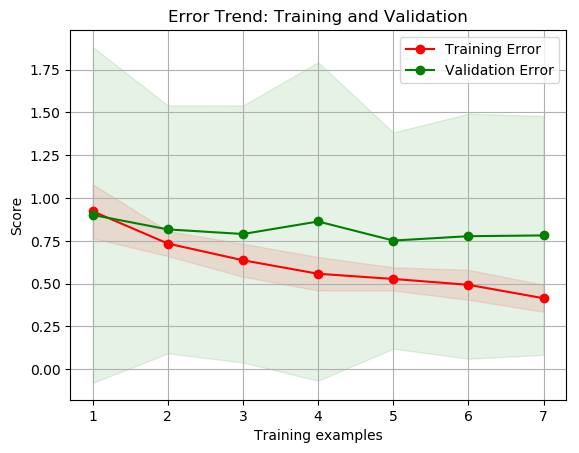 Error Trend: Training and Validation
Training Error
Validation Error
1.75
1.50
1.25
1.00
0.75
0.50
0.25
0.00
Score
1 2 3 4 5 6 7
Training examples